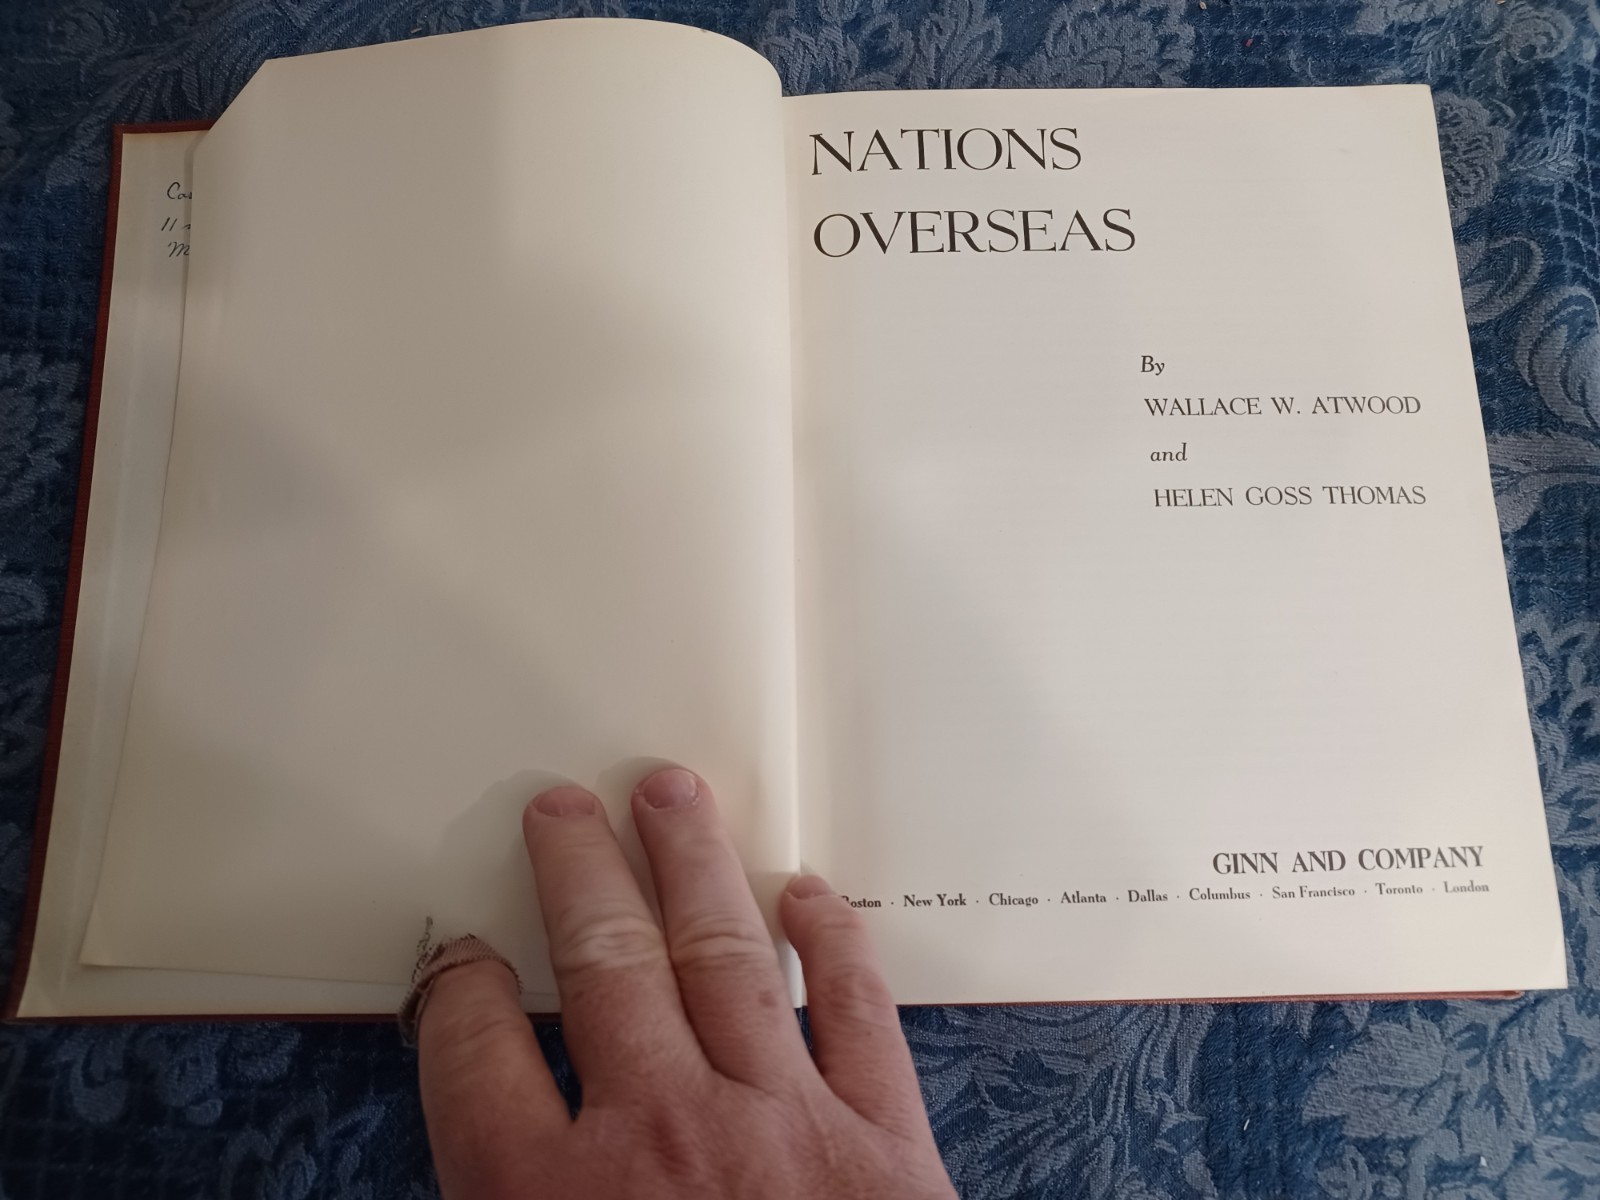 11
NATIONS
OVERSEAS
By
WALLACE W. ATWOOD
and
HELEN GOSS THOMAS
GINN AND COMPANY
Boston · New York · Chicago · Atlanta · Dallas · Columbus · San Francisco · Toronto · London